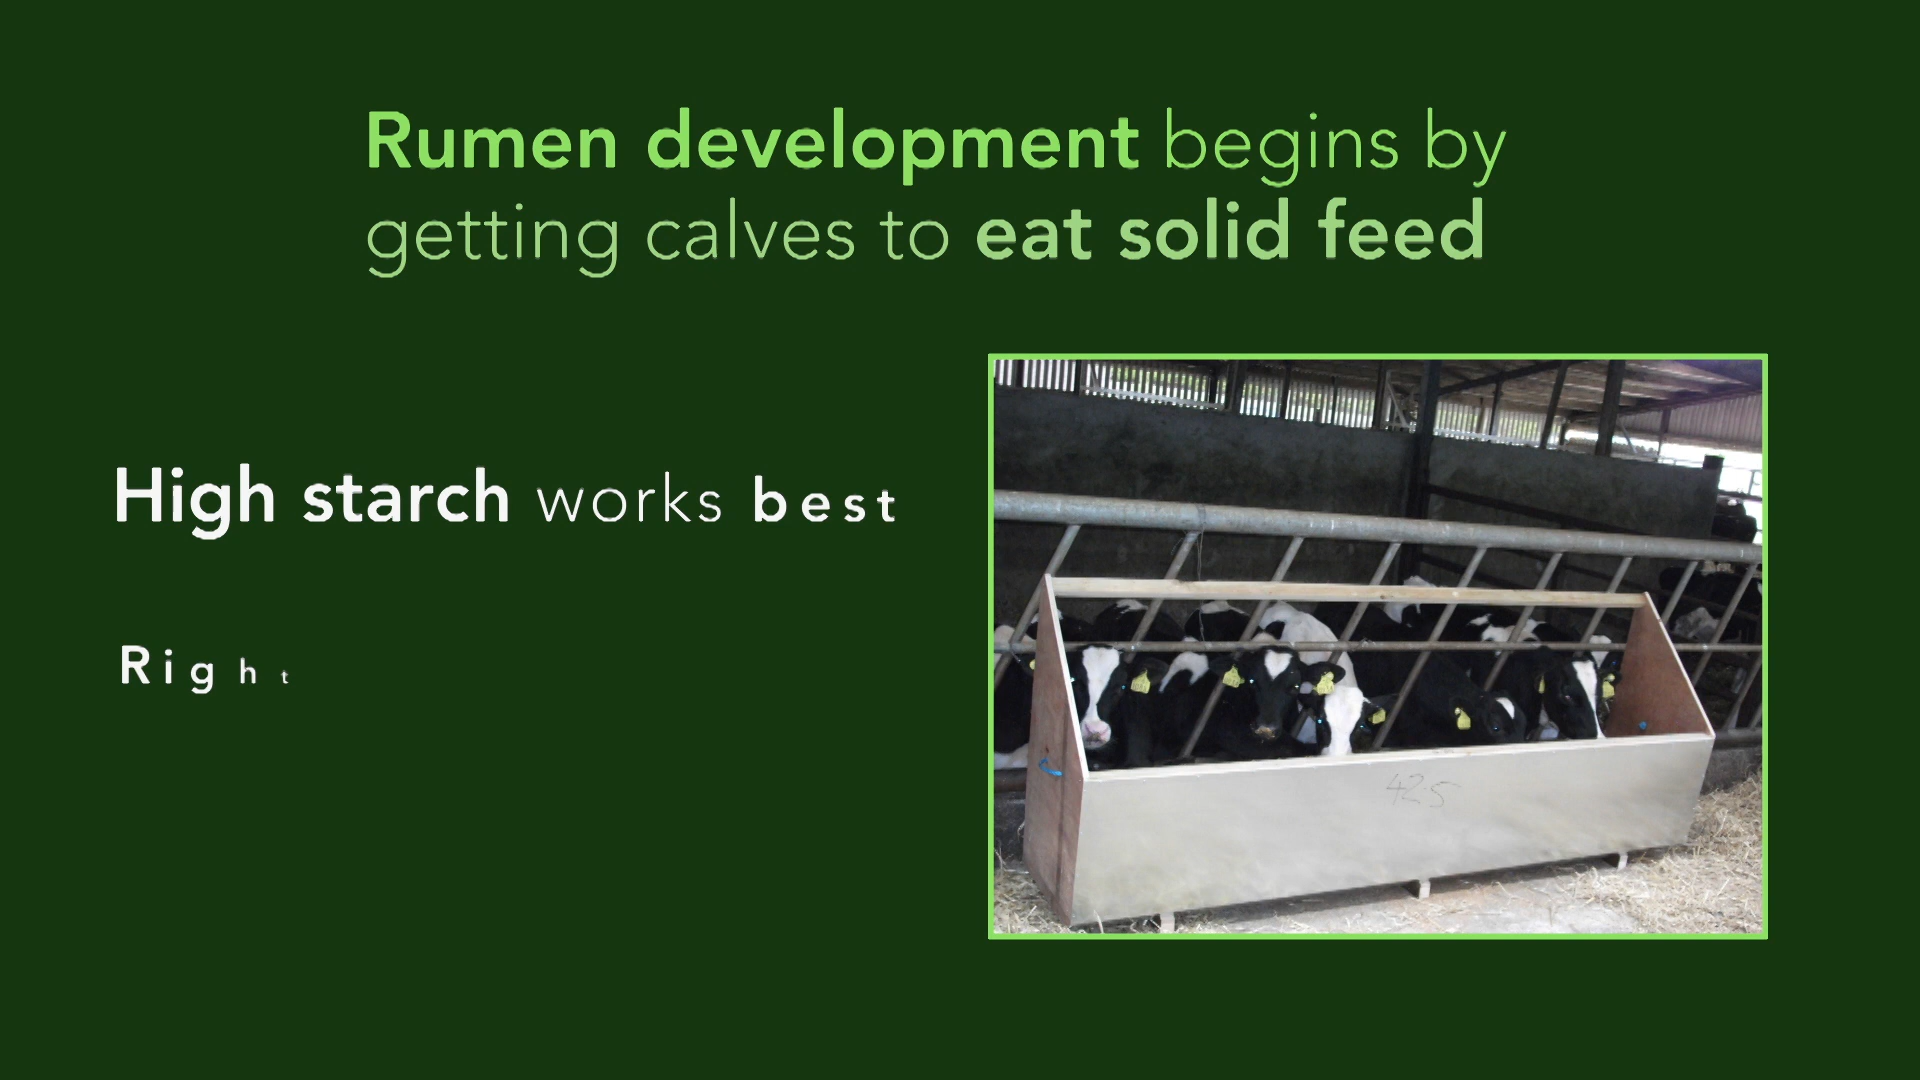 Rumen development begins by
getting calves to eat solid feed
High starch works best
Right
425